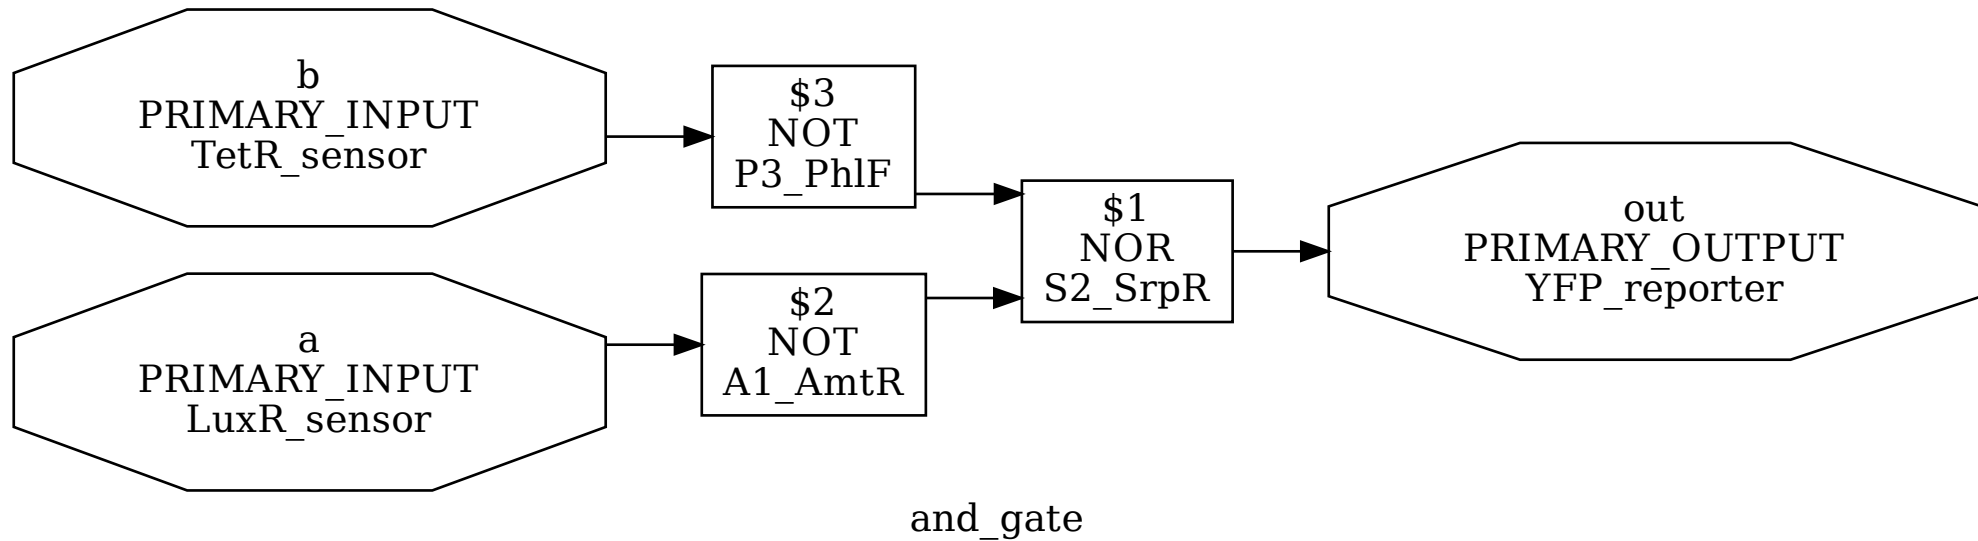 b
PRIMARY_INPUT
TetR_sensor
$3
NOT
P3_PhlF
a
PRIMARY_INPUT
LuxR_sensor
$2
NOT
A1_AmtR
$1
NOR
S2_SrpR
out
PRIMARY_OUTPUT
YFP_reporter
and_gate